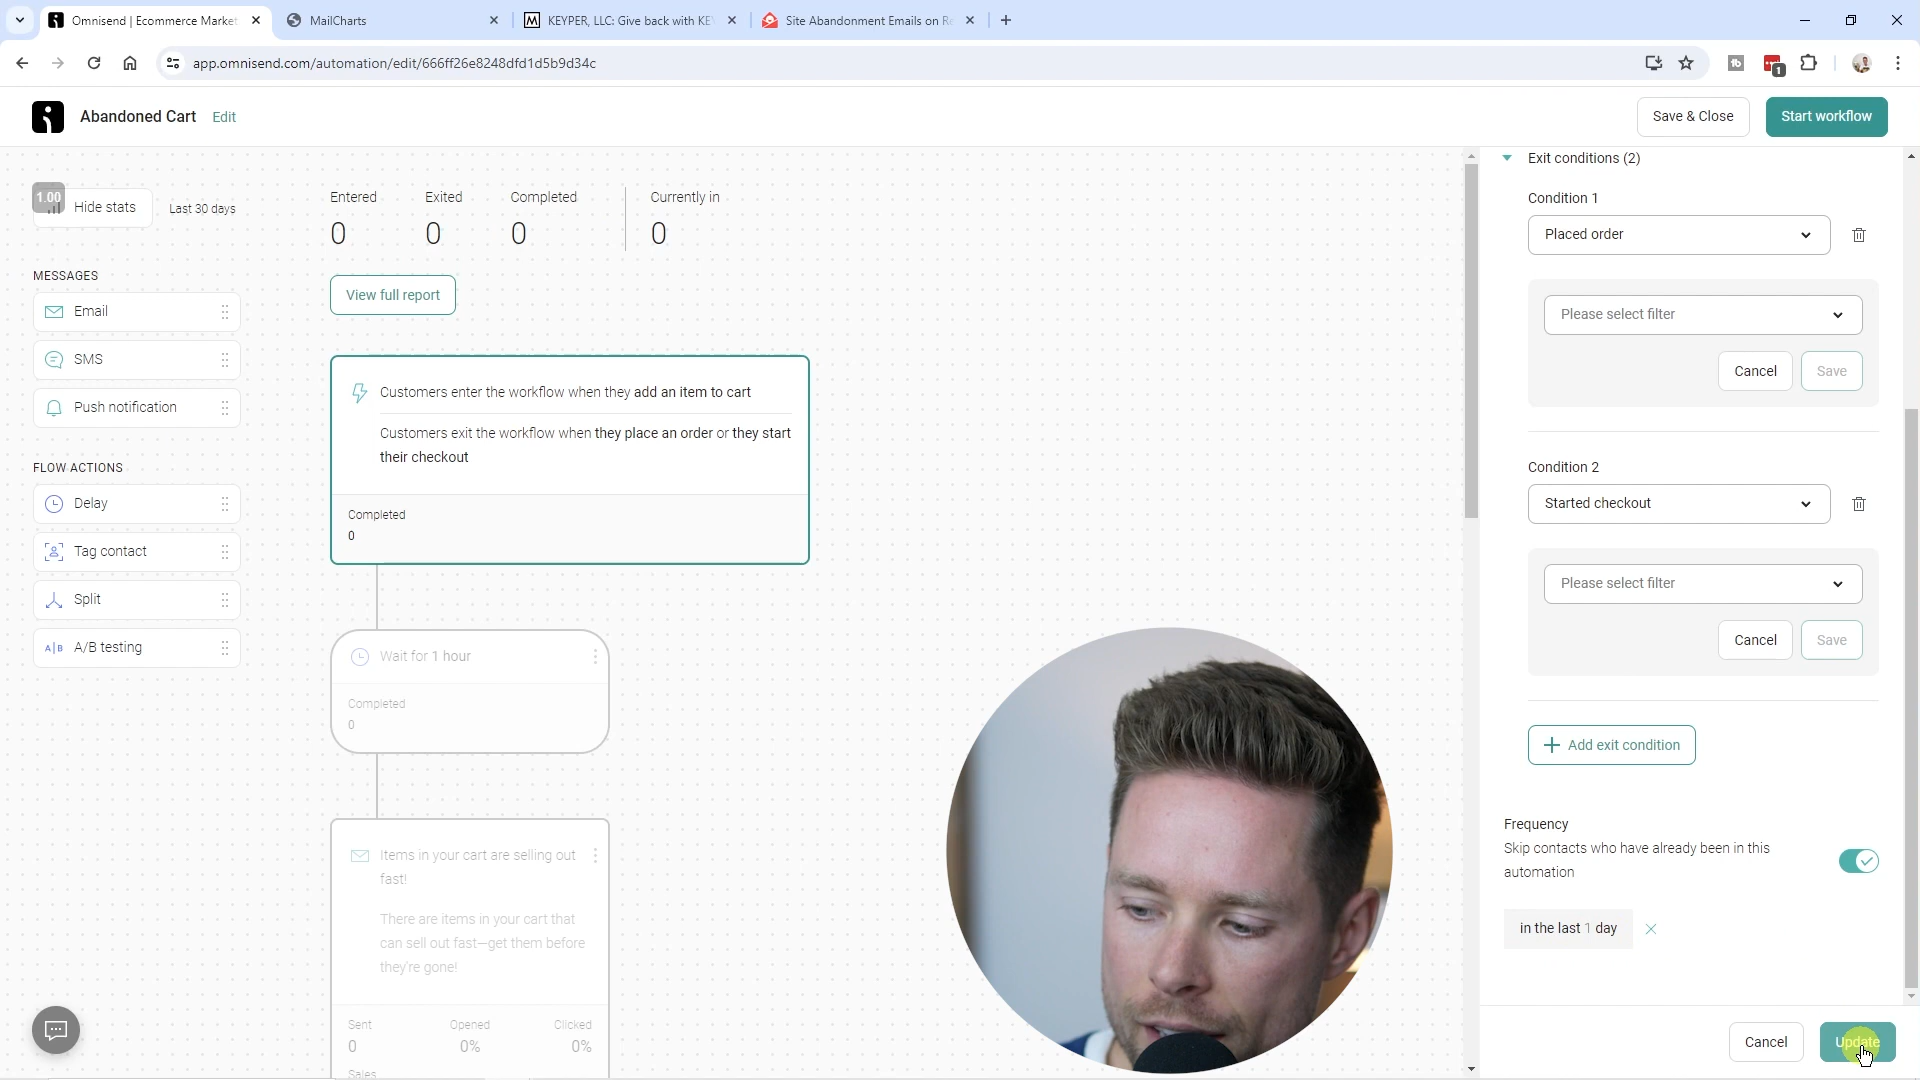 Omnisend | Ecommerce Market
MailCharts
KEYPER, LLC: Give back with KE
Site Abandonment Emails on R
app.omnisend.com/automation/edit/666ff26e8248dfd1d5b9d34c
1
Abandoned Cart
Edit
Save & Close
Start workflow
1.00
Hide stats
Last 30 days
MESSAGES
Email
SMS
Push notification
FLOW ACTIONS
Delay
Tag contact
Split
A|B
A/B testing
Entered
Exited
Completed
Currently in
0
0
0
0
View full report
Customers enter the workflow when they add an item to cart
Customers exit the workflow when they place an order or they start
their checkout
Completed
0
Wait for 1 hour
Completed
0
Items in your cart are selling out
fast!
There are items in your cart that
can sell out fast—get them before
they're gone!
Sent
Opened
Clicked
0
0%
0%
Sales
Exit conditions (2)
Condition 1
Placed order
Please select filter
Cancel
Save
Condition 2
Started checkout
Please select filter
Cancel
Save
Add exit condition
Frequency
Skip contacts who have already been in this
automation
in the last 1 day
Cancel
Update